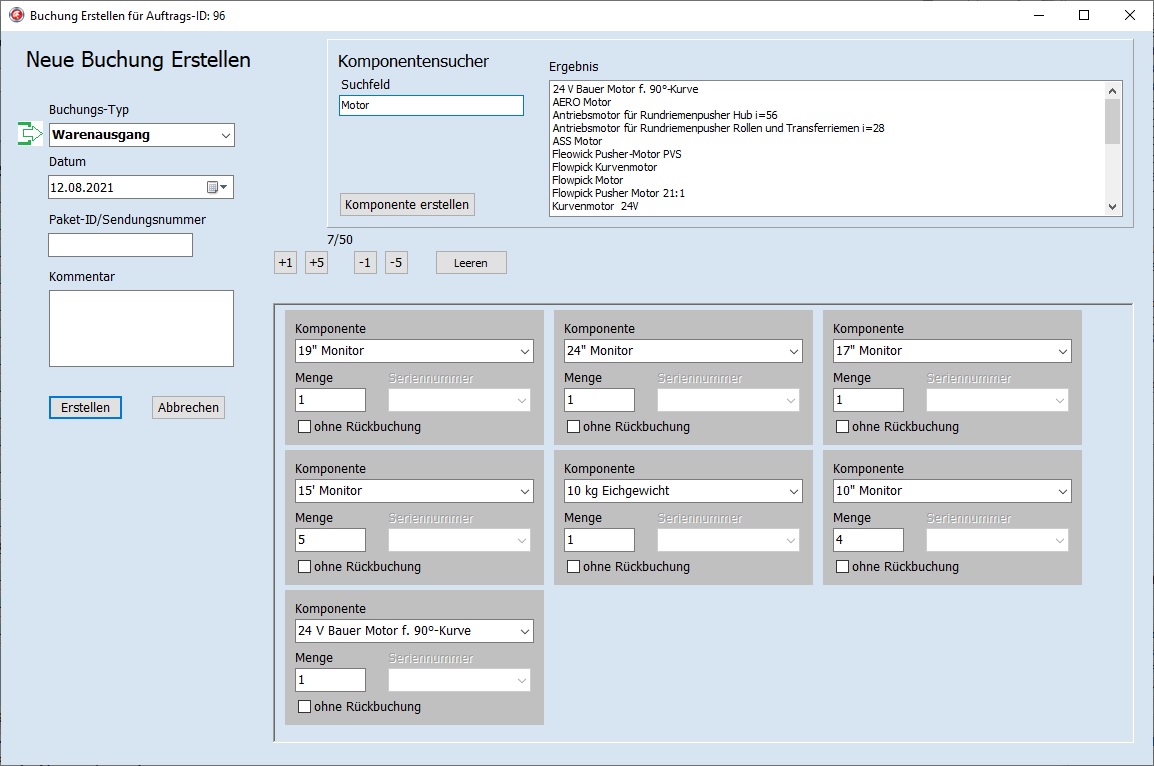 Buchung Erstellen für Auftrags-ID: 96
Neue Buchung Erstellen
Buchungs-Typ
Warenausgang
Datum
12.08.2021
Paket-ID/Sendungsnummer
Kommentar
Erstellen
Abbrechen
Komponentensucher
Suchfeld
Motor
Komponente erstellen
Ergebnis
24 V Bauer Motor f. 90°-Kurve
AERO Motor
Antriebsmotor für Rundriemenpusher Hub i=56
Antriebsmotor für Rundriemenpusher Rollen und Transferriemen i=28
ASS Motor
Fleowick Pusher-Motor PVS
Flowpick Kurvenmotor
Flowpick Motor
Flowpick Pusher Motor 21:1
Kurvenmotor  24V
7/50
+1
+5
-1
-5
Leeren
Komponente
19" Monitor
Menge
Seriennummer
1
ohne Rückbuchung
Komponente
24" Monitor
Menge
Seriennummer
1
ohne Rückbuchung
Komponente
17" Monitor
Menge
Seriennummer
1
ohne Rückbuchung
Komponente
15' Monitor
Menge
Seriennummer
5
ohne Rückbuchung
Komponente
10 kg Eichgewicht
Menge
Seriennummer
1
ohne Rückbuchung
Komponente
10" Monitor
Menge
Seriennummer
4
ohne Rückbuchung
Komponente
24 V Bauer Motor f. 90°-Kurve
Menge
Seriennummer
1
ohne Rückbuchung